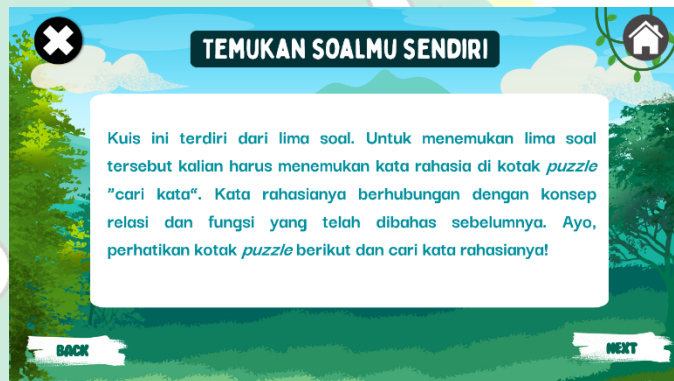 TEMUKAN SOALMU SENDIRI
Kuis ini terdiri dari lima soal. Untuk menemukan lima soal
tersebut kalian harus menemukan kata rahasia di kotak puzzle
"cari kata“. Kata rahasianya berhubungan dengan konsep
relasi dan fungsi yang telah dibahas sebelumnya. Ayo,
perhatikan kotak puzzle berikut dan cari kata rahasianya!
BACK
NEXT